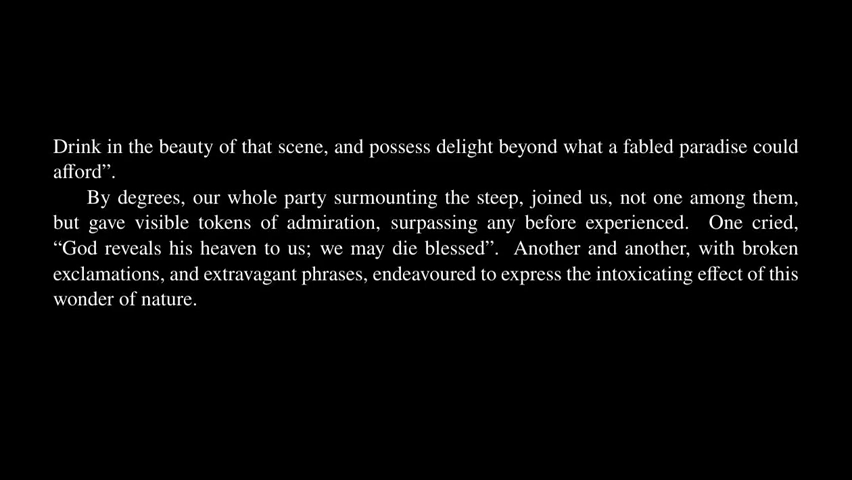 Drink in the beauty of that scene, and possess delight beyond what a fabled paradise could
afford”.
By degrees, our whole party surmounting the steep, joined us, not one among them,
but gave visible tokens of admiration, surpassing any before experienced. One cried,
“God reveals his heaven to us; we may die blessed”. Another and another, with broken
exclamations, and extravagant phrases, endeavoured to express the intoxicating effect of this
wonder of nature.